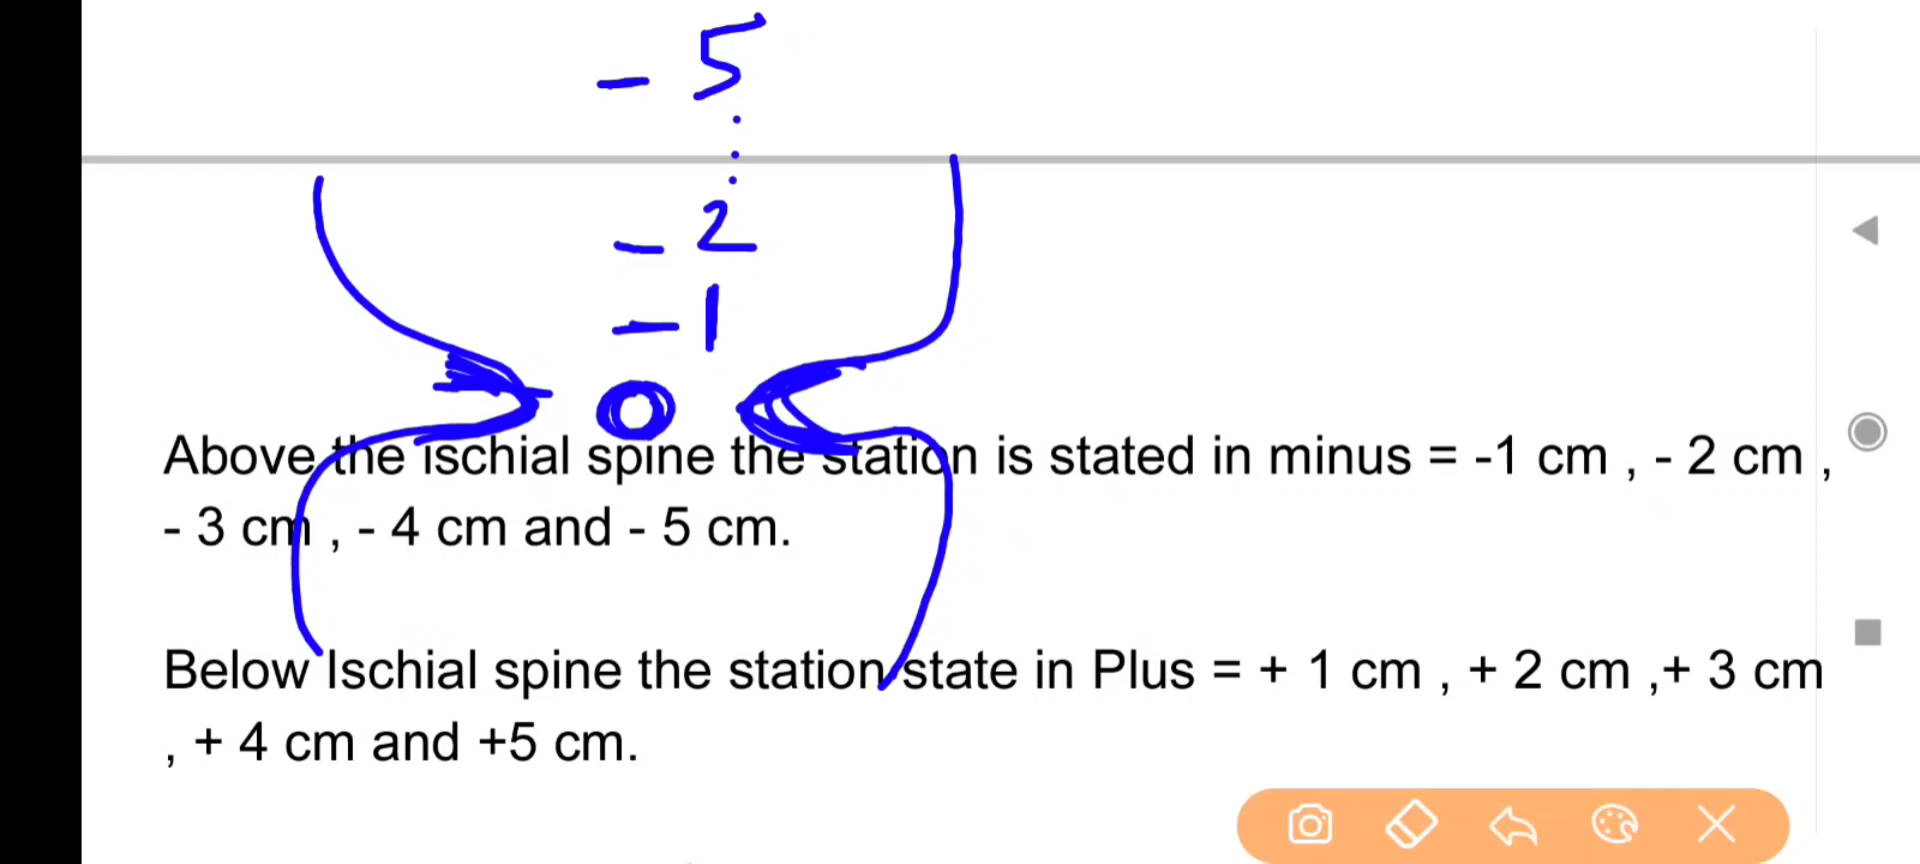 - 5
- 2
- 1
0
Above the ischial spine the station is stated in minus = -1 cm , - 2 cm ,
- 3 cm , - 4 cm and - 5 cm.
Below Ischial spine the station state in Plus = + 1 cm , + 2 cm ,+ 3 cm
, + 4 cm and +5 cm.